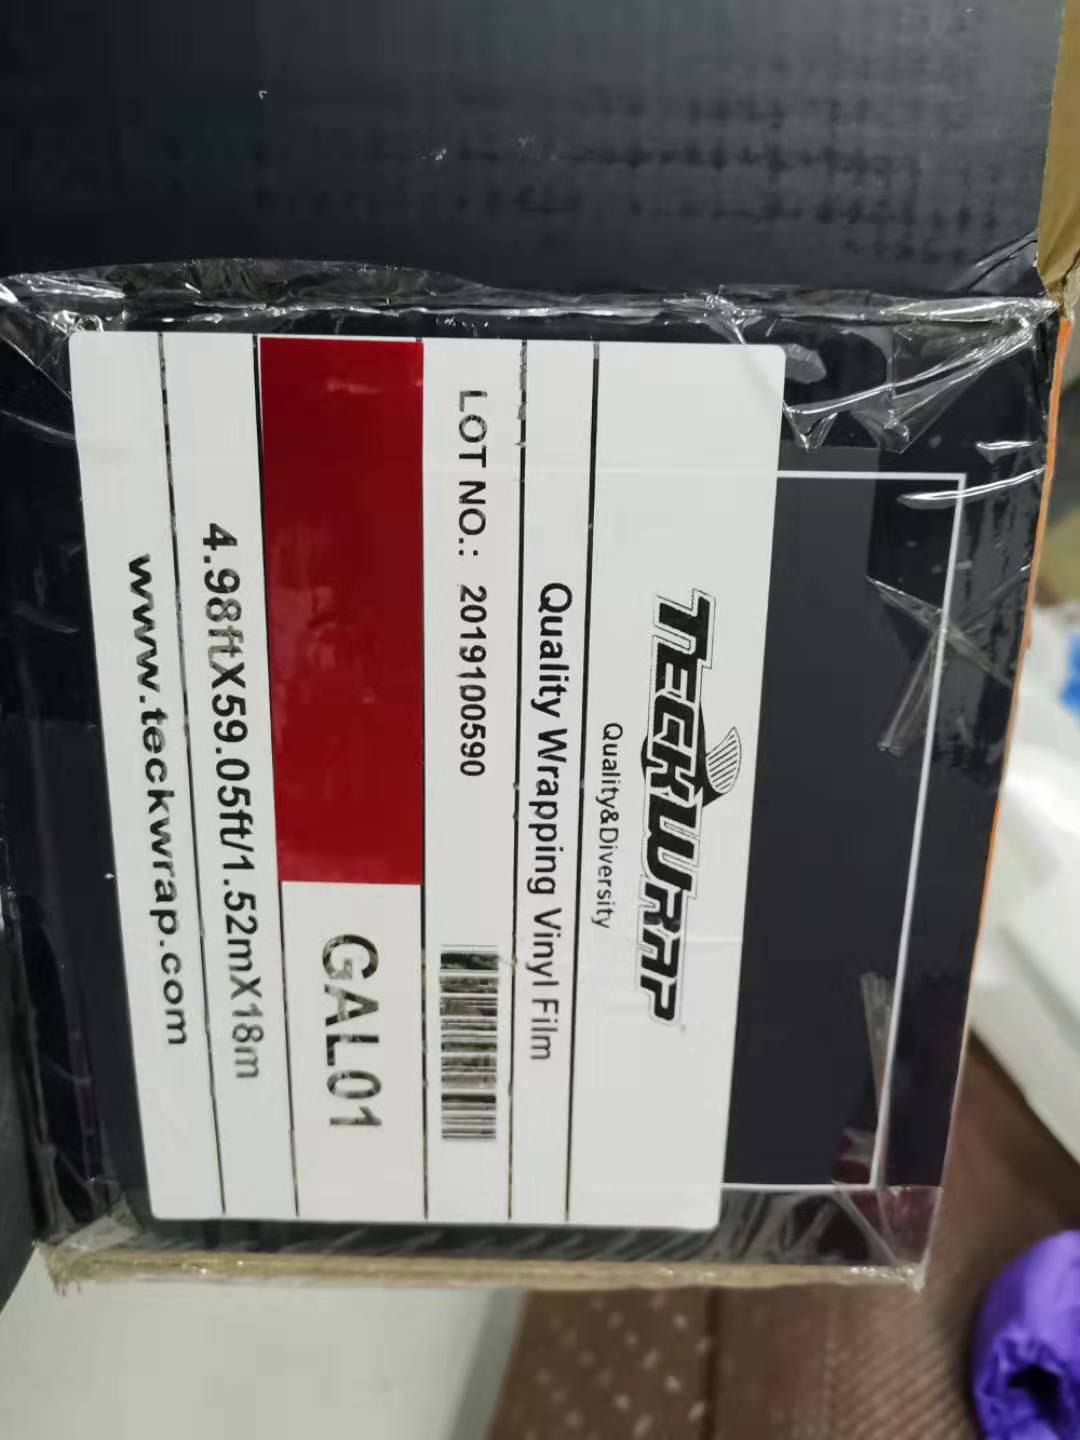 TECKWRAP
Quality&Diversity
Quality Wrapping Vinyl Film
LOT NO.: 2019100590
GAL01
4.98ftX59.05ft/1.52mX18m
www.teckwrap.com